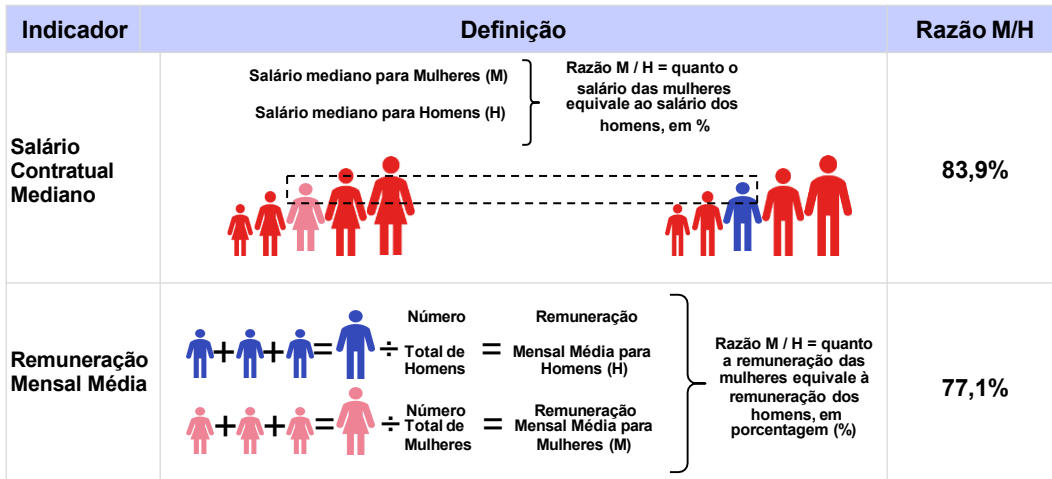 Indicador
Definição
Razão M/H
Salário
Contratual
Mediano
Salário mediano para Mulheres (M)
Salário mediano para Homens (H)
Razão M / H = quanto o
salário das mulheres
equivale ao salário dos
homens, em %
83,9%
Remuneração
Mensal Média
+ + = ÷
Número
Total de
Homens
=
Remuneração
Mensal Média para
Homens (H)
+ + = ÷
Número
Total de
Mulheres
=
Remuneração
Mensal Média para
Mulheres (M)
Razão M / H = quanto
a remuneração das
mulheres equivale à
remuneração dos
homens, em
porcentagem (%)
77,1%